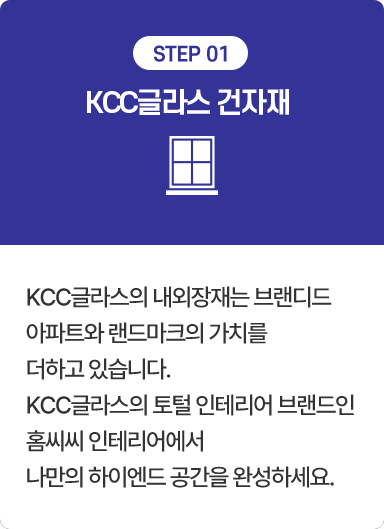 STEP 01
KCC글라스 건자재
KCC글라스의 내외장재는 브랜디드
아파트와 랜드마크의 가치를
더하고 있습니다.
KCC글라스의 토털 인테리어 브랜드인
홈씨씨 인테리어에서
나만의 하이엔드 공간을 완성하세요.